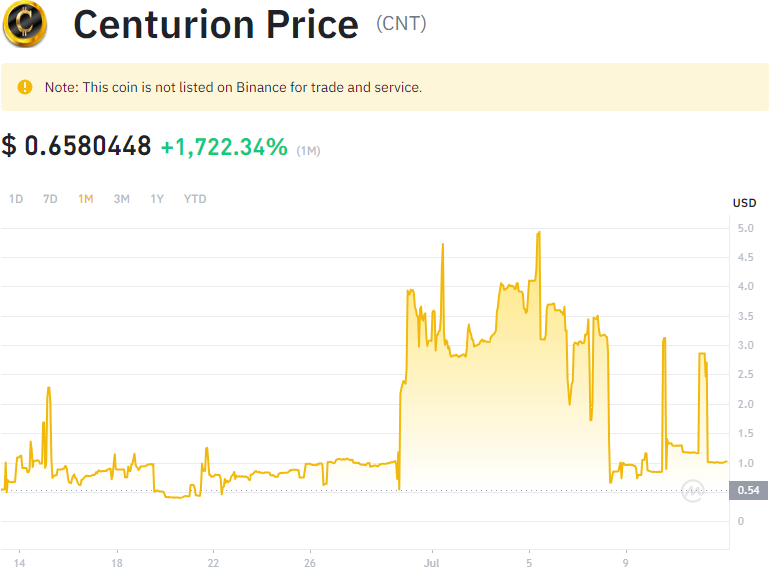 Centurion Price (CNT)
Note: This coin is not listed on Binance for trade and service.
$ 0.6580448 +1,722.34% (1M)
1D 7D 1M 3M 1Y YTD
USD
5.0
4.5
4.0
3.5
3.0
2.5
2.0
1.5
1.0
0.54
0
14 18 22 26 Jul 5 9